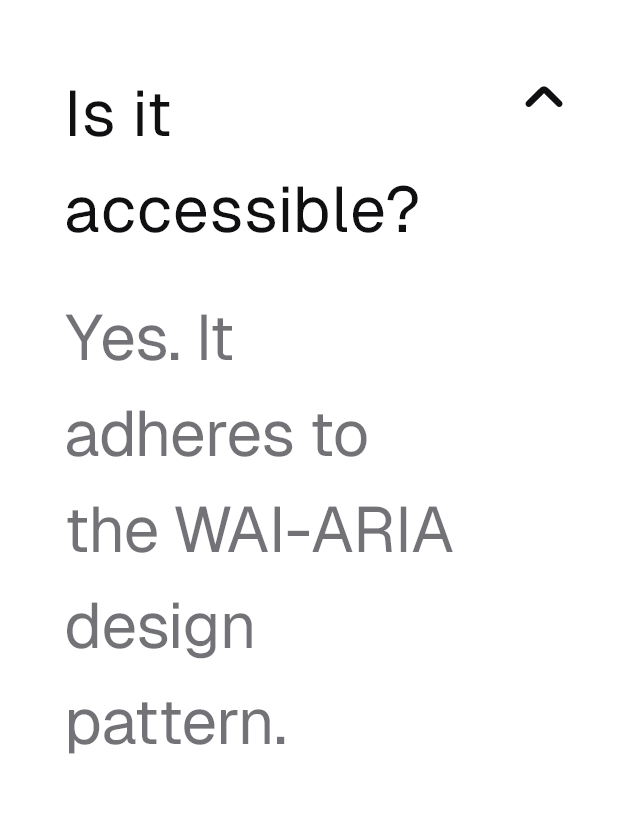 Is it
accessible?
Yes. It
adheres to
the WAI-ARIA
design
pattern.